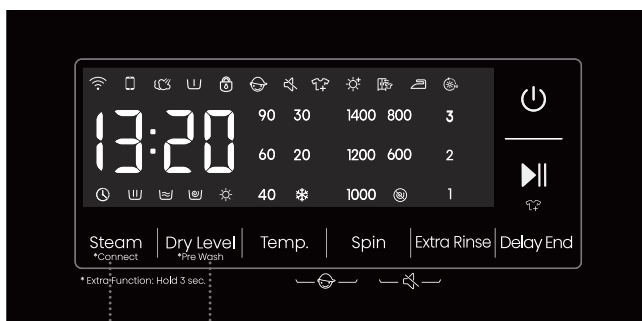 13:20
90 30 1400 800 3
60 20 1200 600 2
40 1000 1
Steam Dry Level Temp. Spin Extra Rinse Delay End
*Connect *Pre Wash
* Extra Function: Hold 3 sec.